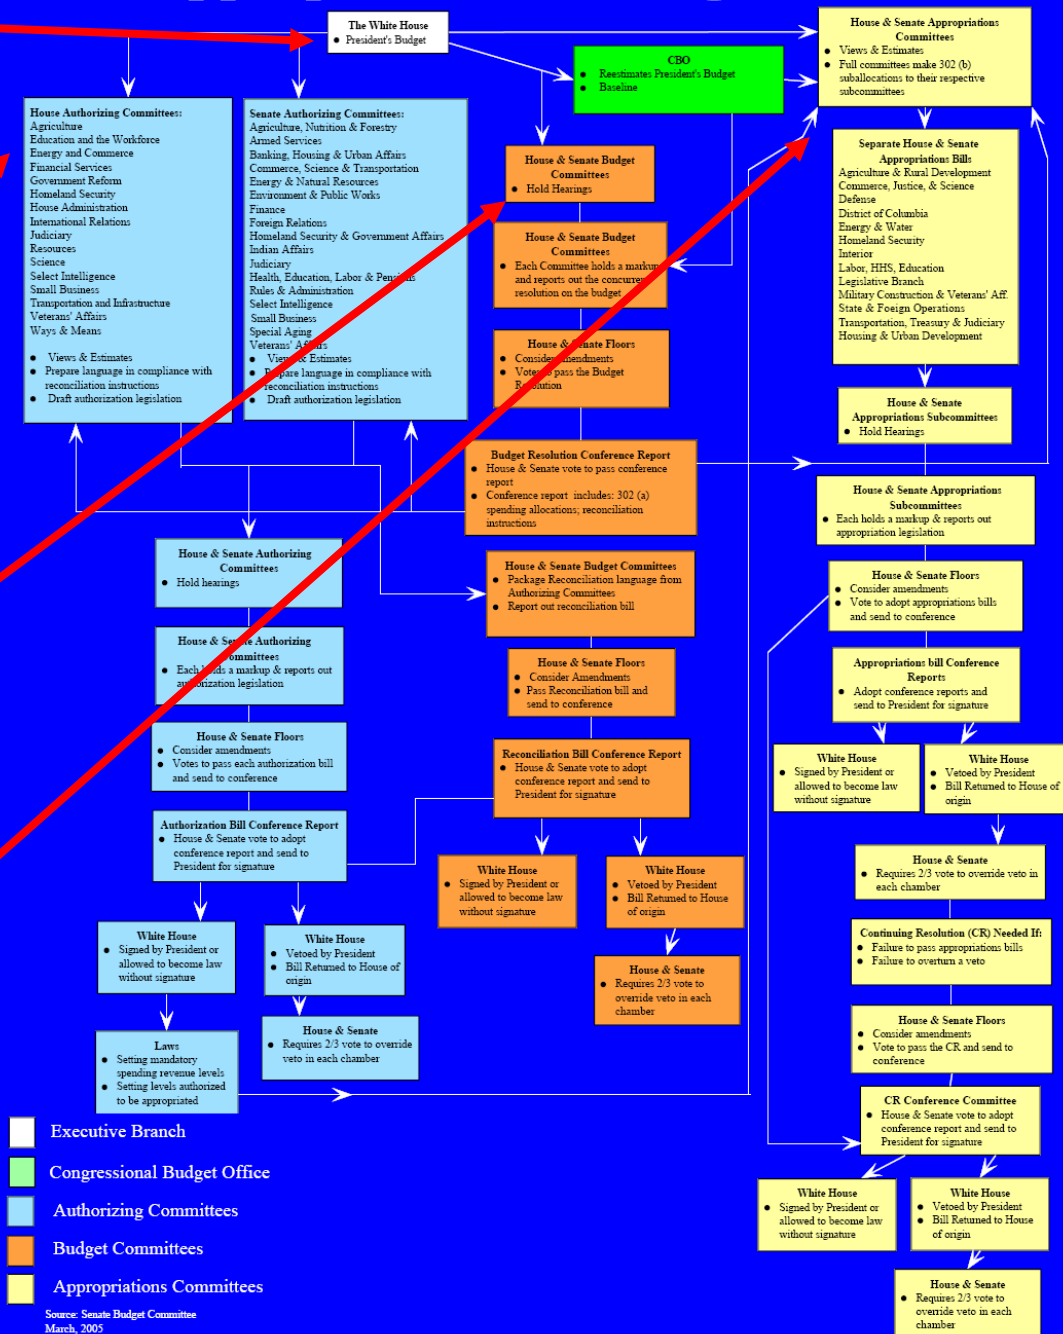 The White House
● President's Budget
House & Senate Appropriations
Committees
● Views & Estimates
● Full committees make 302 (b)
suballocations to their respective
subcommittees
CBO
● Reestimates President's Budget
● Baseline
House Authorizing Committees:
Agriculture
Education and the Workforce
Energy and Commerce
Financial Services
Government Reform
Homeland Security
House Administration
International Relations
Judiciary
Resources
Science
Select Intelligence
Small Business
Transportation and Infrastructure
Veterans' Affairs
Ways & Means
● Views & Estimates
● Prepare language in compliance with
reconciliation instructions
● Draft authorization legislation
Senate Authorizing Committees:
Agriculture, Nutrition & Forestry
Armed Services
Banking, Housing & Urban Affairs
Commerce, Science & Transportation
Energy & Natural Resources
Environment & Public Works
Finance
Foreign Relations
Homeland Security & Government Affairs
Indian Affairs
Judiciary
Health, Education, Labor & Pensions
Rules & Administration
Select Intelligence
Small Business
Special Aging
Veterans' Affairs
● Views & Estimates
● Prepare language in compliance with
reconciliation instructions
● Draft authorization legislation
House & Senate Budget
Committees
● Hold Hearings
House & Senate Budget
Committees
● Each Committee holds a markup
and reports out the concurrent
resolution on the budget
House & Senate Floors
● Consider amendments
● Votes to pass the Budget
Resolution
Budget Resolution Conference Report
● House & Senate vote to pass conference
report
● Conference report includes: 302 (a)
spending allocations; reconciliation
instructions
Separate House & Senate
Appropriations Bills
Agriculture & Rural Development
Commerce, Justice, & Science
Defense
District of Columbia
Energy & Water
Homeland Security
Interior
Labor, HHS, Education
Legislative Branch
Military Construction & Veterans' Aff.
State & Foeign Operations
Transportation, Treasury & Judiciary
Housing & Urban Development
House & Senate
Appropriations Subcommittees
● Hold Hearings
House & Senate Appropriations
Subcommittees
● Each holds a markup & reports out
appropriation legislation
House & Senate Floors
● Consider amendments
● Vote to adopt appropriations bills
and send to conference
Appropriations bill Conference
Reports
● Adopt conference reports and
send to President for signature
White House
● Signed by President or
allowed to become law
without signature
White House
● Vetoed by President
● Bill Returned to House of
origin
House & Senate
● Requires 2/3 vote to override veto in
each chamber
Continuing Resolution (CR) Needed If:
● Failure to pass appropriations bills
● Failure to overturn a veto
House & Senate Floors
● Consider amendments
● Vote to pass the CR and send to
conference
CR Conference Committee
● House & Senate vote to adopt
conference report and send to
President for signature
White House
● Signed by President or
allowed to become law
without signature
White House
● Vetoed by President
● Bill Returned to House
of origin
House & Senate
● Requires 2/3 vote to
override veto in each
chamber
House & Senate Authorizing
Committees
● Hold hearings
House & Senate Authorizing
Committees
● Each holds a markup & reports out
authorization legislation
House & Senate Floors
● Consider amendments
● Votes to pass each authorization bill
and send to conference
Authorization Bill Conference Report
● House & Senate vote to adopt
conference report and send to
President for signature
White House
● Signed by President or
allowed to become law
without signature
White House
● Vetoed by President
● Bill Returned to House of
origin
Laws
● Setting mandatory
spending revenue levels
● Setting levels authorized
to be appropriated
House & Senate
● Requires 2/3 vote to override
veto in each chamber
House & Senate Budget Committees
● Package Reconciliation language from
Authorizing Committees
● Report out reconciliation bill
House & Senate Floors
● Consider Amendments
● Pass Reconciliation bill and
send to conference
Reconciliation Bill Conference Report
● House & Senate vote to adopt
conference report and send to
President for signature
White House
● Signed by President or
allowed to become law
without signature
White House
● Vetoed by President
● Bill Returned to House
of origin
House & Senate
● Requires 2/3 vote to
override veto in each
chamber
Executive Branch
Congressional Budget Office
Authorizing Committees
Budget Committees
Appropriations Committees
Source: Senate Budget Committee
March, 2005